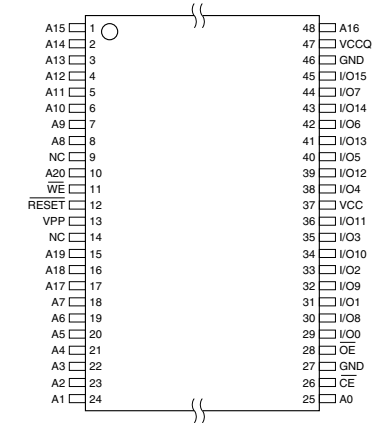 A15 1 48 A16
A14 2 47 VCCQ
A13 3 46 GND
A12 4 45 I/O15
A11 5 44 I/O7
A10 6 43 I/O14
A9 7 42 I/O6
A8 8 41 I/O13
NC 9 40 I/O5
A20 10 39 I/O12
WE 11 38 I/O4
RESET 12 37 VCC
VPP 13 36 I/O11
NC 14 35 I/O3
A19 15 34 I/O10
A18 16 33 I/O2
A17 17 32 I/O9
A7 18 31 I/O1
A6 19 30 I/O8
A5 20 29 I/O0
A4 21 28 OE
A3 22 27 GND
A2 23 26 CE
A1 24 25 A0